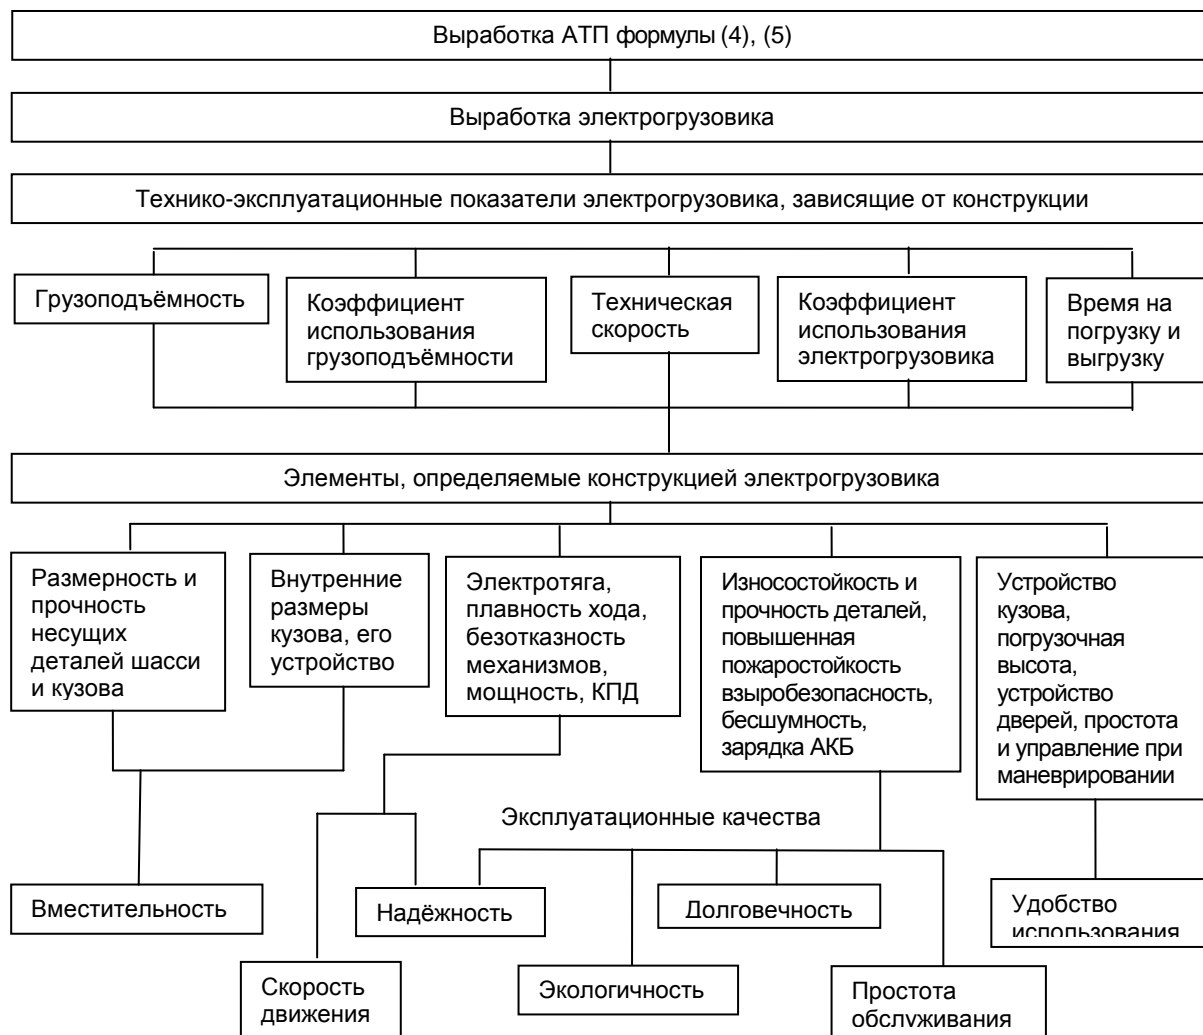 Выработка АТП формулы (4), (5)
Выработка электрогрузовика
Технико-эксплуатационные показатели электрогрузовика, зависящие от конструкции
Грузоподъёмность
Коэффициент
использования
грузоподъёмности
Техническая
скорость
Коэффициент
использования
электрогрузовика
Время на
погрузку и
выгрузку
Элементы, определяемые конструкцией электрогрузовика
Размерность и
прочность
несущих
деталей шасси
и кузова
Внутренние
размеры
кузова, его
устройство
Электротяга,
плавность хода,
безотказность
механизмов,
мощность, КПД
Износостойкость и
прочность деталей,
повышенная
пожаростойкость
взыробезопасность,
бесшумность,
зарядка АКБ
Устройство
кузова,
погрузочная
высота,
устройство
дверей, простота
и управление при
маневрировании
Эксплуатационные качества
Вместительность
Надёжность
Долговечность
Удобство
использования
Скорость
движения
Экологичность
Простота
обслуживания